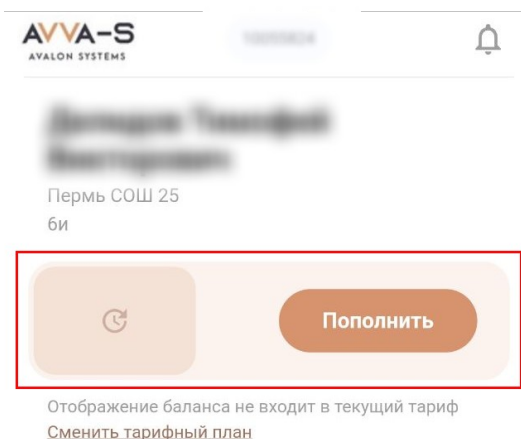 AVVA–S
AVALON SYSTEMS
Пермь СОШ 25
6и
Пополнить
Отображение баланса не входит в текущий тариф
Сменить тарифный план